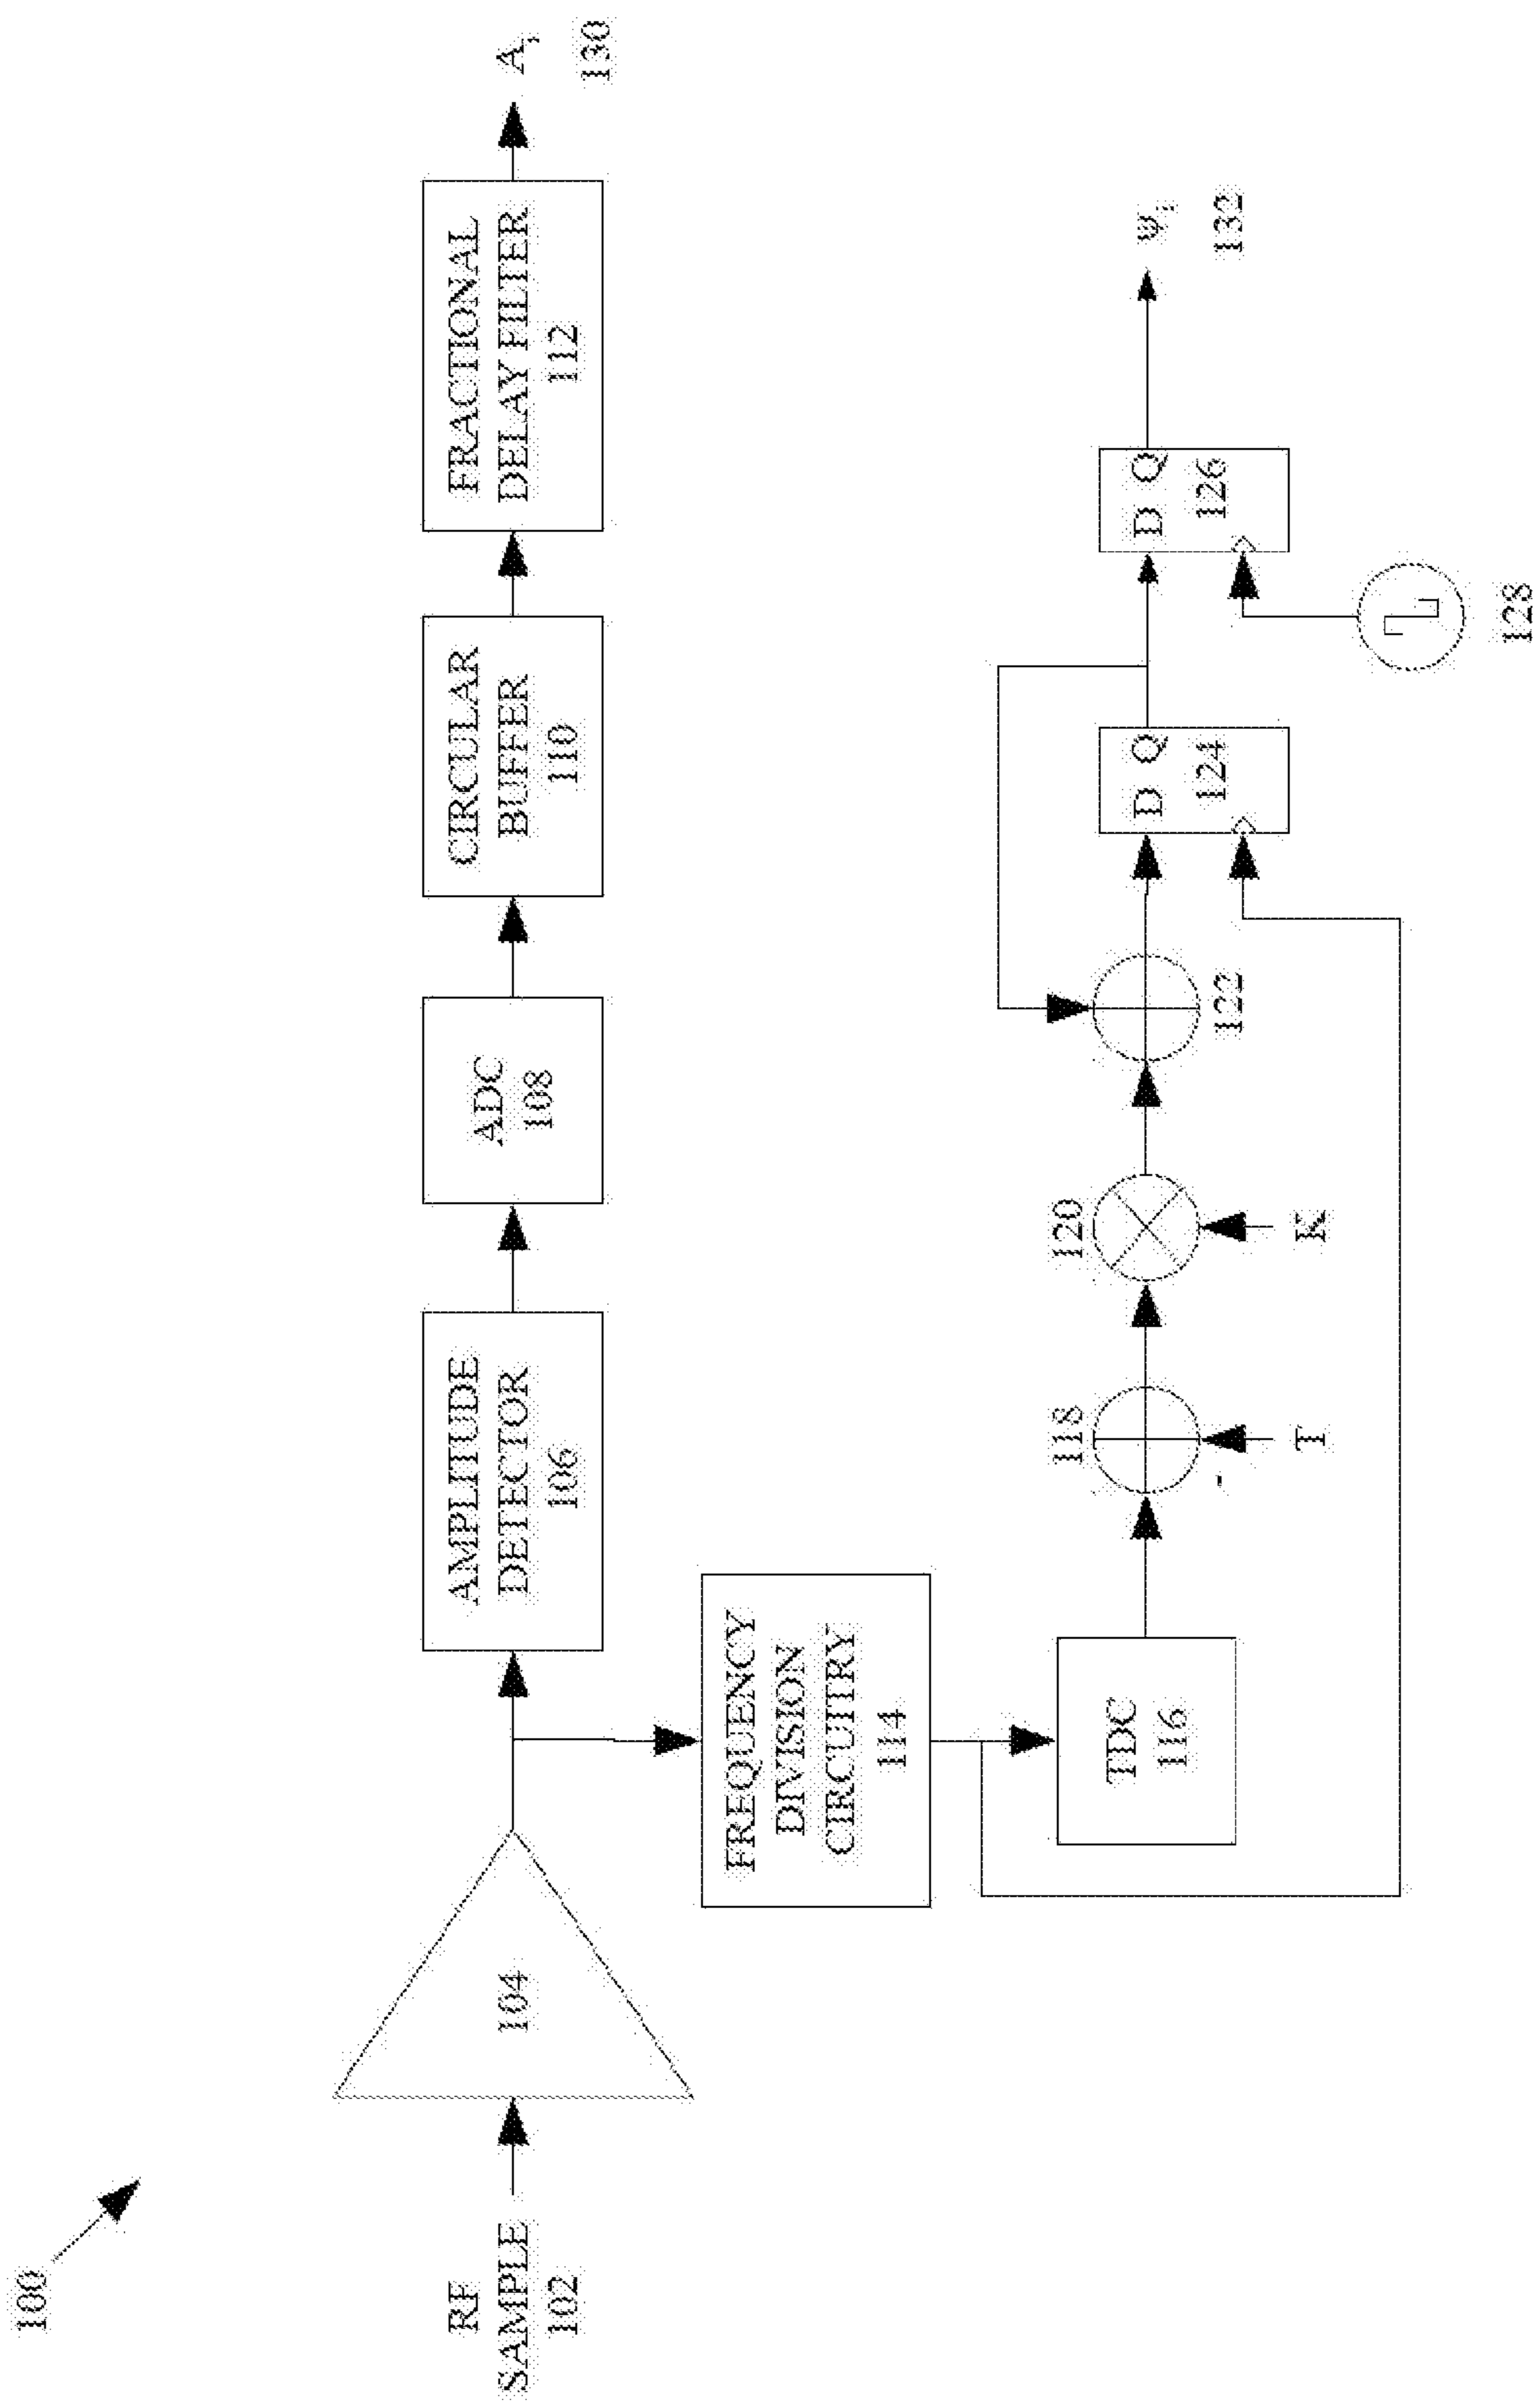 100
RF
SAMPLE
102
104
AMPLITUDE
DETECTOR
106
ADC
108
CIRCULAR
BUFFER
110
FRACTIONAL
DELAY FILTER
112
A i
130
FREQUENCY
DIVISION
CIRCUITRY
114
TDC
116
118
-
T
120
K
122
D Q
124
D Q
126
128
Ψ i
132